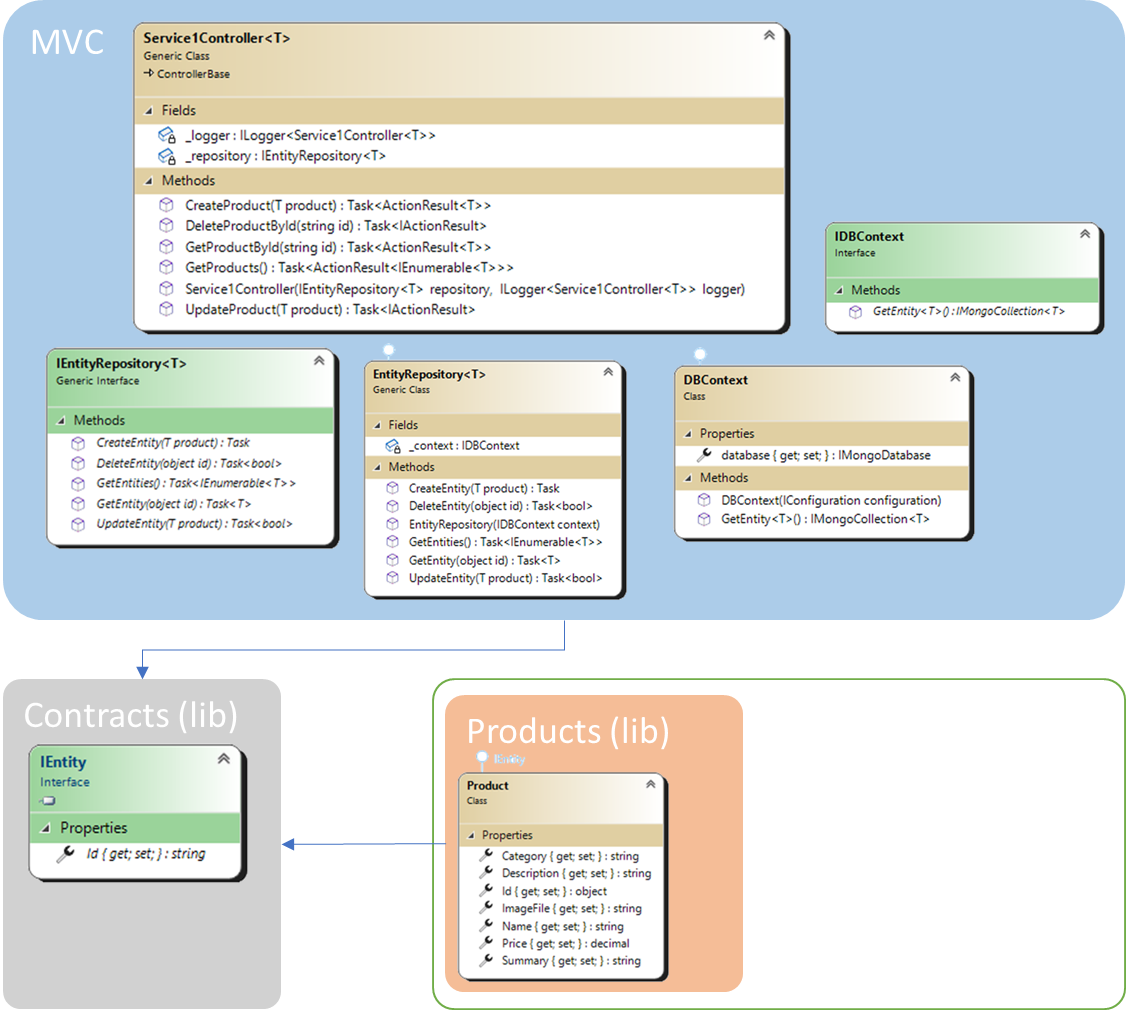 MVC
Service1Controller<T>
Generic Class
ControllerBase
Fields
_logger : ILogger<Service1Controller<T>>
_repository : IEntityRepository<T>
Methods
CreateProduct(T product) : Task<ActionResult<T>>
DeleteProductById(string id) : Task<IActionResult>
GetProductById(string id) : Task<ActionResult<T>>
GetProducts() : Task<ActionResult<IEnumerable<T>>>
Service1Controller(IEntityRepository<T> repository, ILogger<Service1Controller<T>> logger)
UpdateProduct(T product) : Task<IActionResult>
IDBContext
Interface
Methods
GetEntity<T>() : IMongoCollection<T>
IEntityRepository<T>
Generic Interface
Methods
CreateEntity(T product) : Task
DeleteEntity(object id) : Task<bool>
GetEntities() : Task<IEnumerable<T>>
GetEntity(object id) : Task<T>
UpdateEntity(T product) : Task<bool>
EntityRepository<T>
Generic Class
Fields
_context : IDBContext
Methods
CreateEntity(T product) : Task
DeleteEntity(object id) : Task<bool>
EntityRepository(IDBContext context)
GetEntities() : Task<IEnumerable<T>>
GetEntity(object id) : Task<T>
UpdateEntity(T product) : Task<bool>
DBContext
Class
Properties
database { get; set; } : IMongoDatabase
Methods
DBContext(IConfiguration configuration)
GetEntity<T>() : IMongoCollection<T>
Contracts (lib)
IEntity
Interface
Properties
Id { get; set; } : string
Products (lib)
IEntity
Product
Class
Properties
Category { get; set; } : string
Description { get; set; } : string
Id { get; set; } : object
ImageFile { get; set; } : string
Name { get; set; } : string
Price { get; set; } : decimal
Summary { get; set; } : string